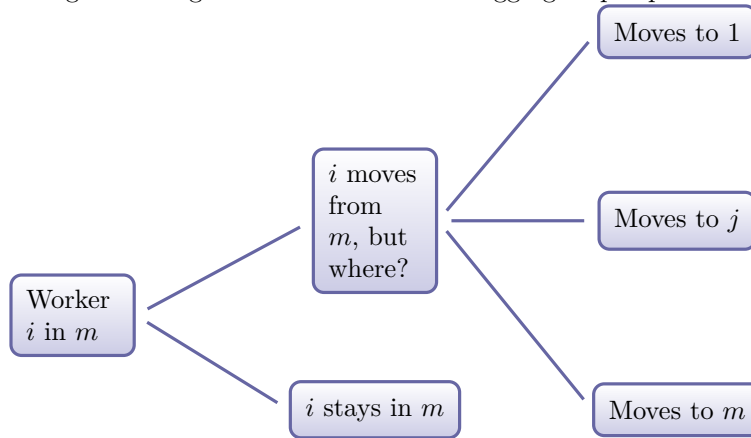 Moves to 1
i moves
from
m, but
where?
Moves to j
Worker
i in m
i stays in m
Moves to m